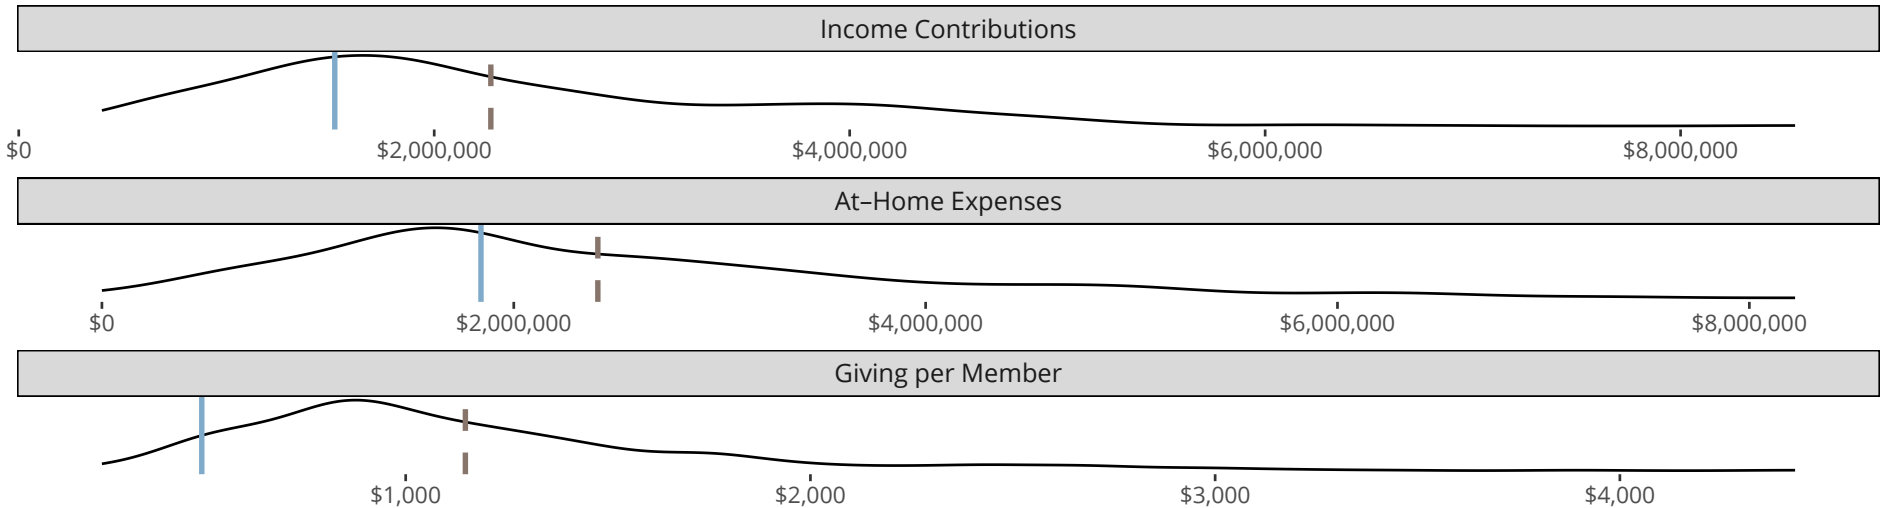 Income Contributions
$0 $2,000,000 $4,000,000 $6,000,000 $8,000,000
At–Home Expenses
$0 $2,000,000 $4,000,000 $6,000,000 $8,000,000
Giving per Member
$1,000 $2,000 $3,000 $4,000